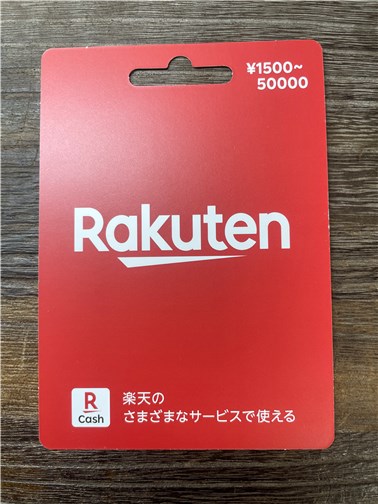 ¥1500~
50000
Rakuten
R
Cash
楽天の
さまざまなサービスで使える